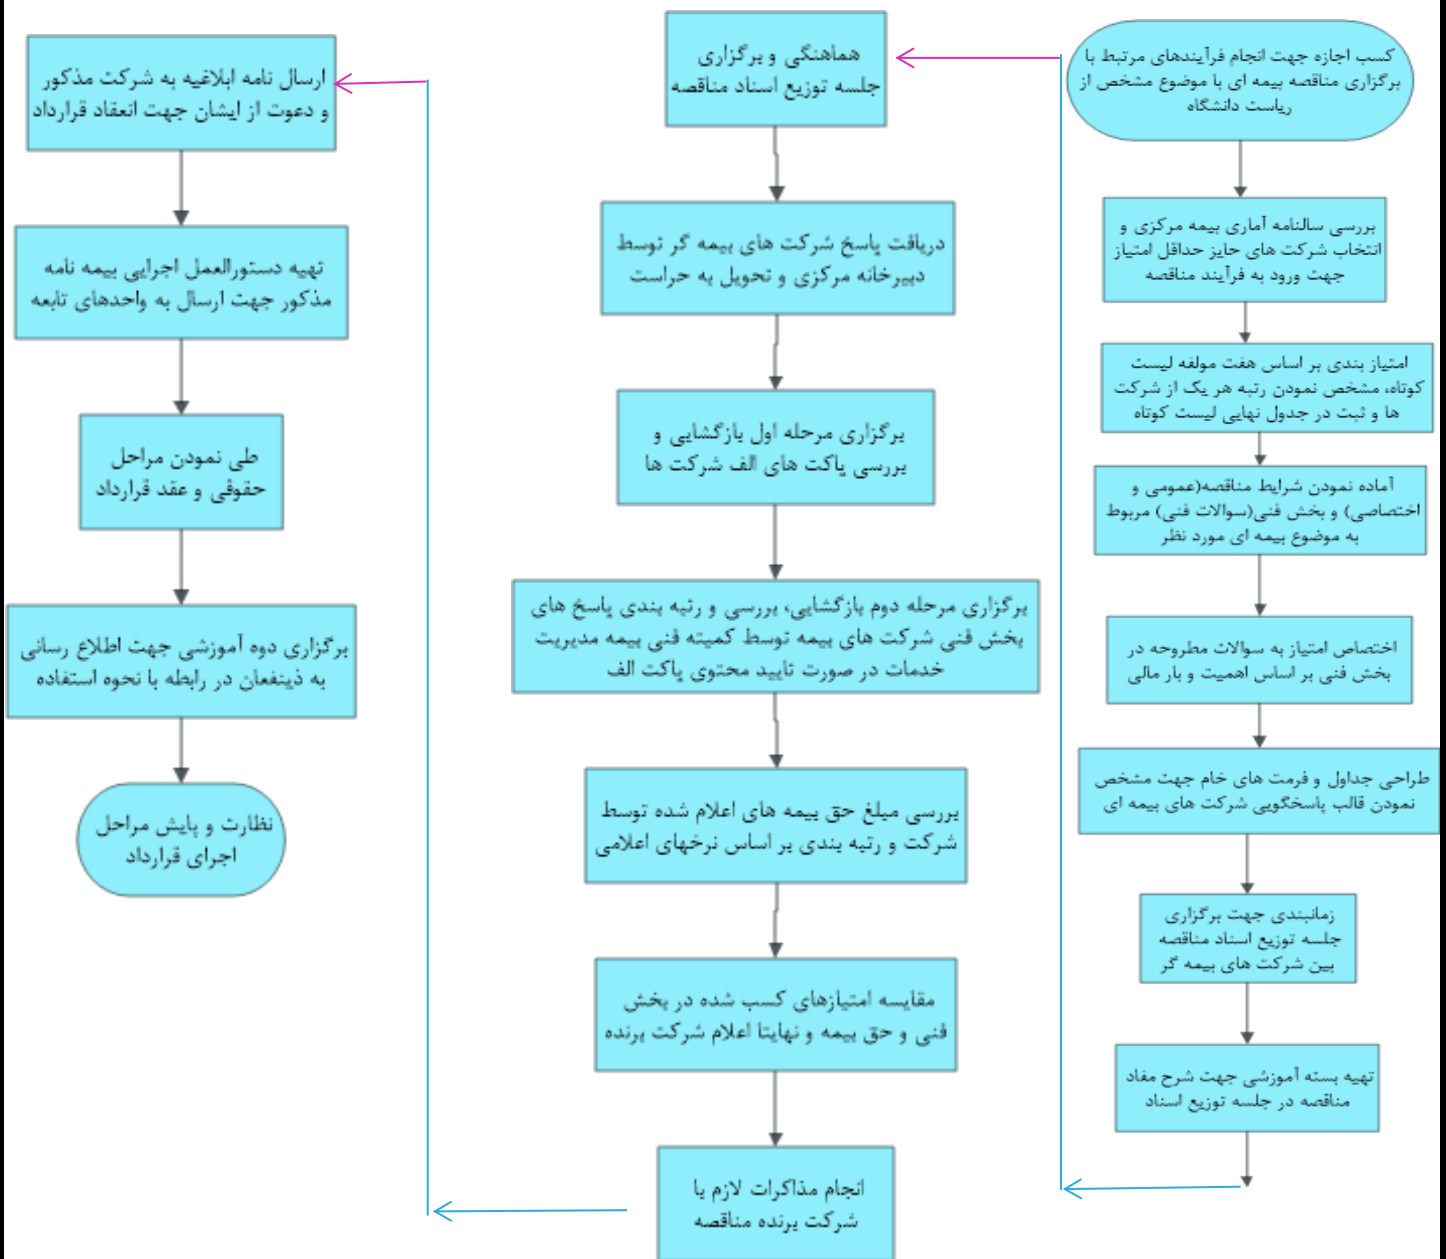 کسب اجازه جهت انجام فرآیندهای مرتبط با
برگزاری مناقصه بیمه ای با موضوع مشخص از
ریاست دانشگاه
بررسی سالنامه آماری بیمه مرکزی و
انتخاب شرکت های حایز حداقل امتیاز
جهت ورود به فرآیند مناقصه
امتیاز بندی بر اساس هفت مولفه لیست
کوتاه، مشخص نمودن رتبه هر یک از شرکت
ها و ثبت در جدول نهایی لیست کوتاه
آماده نمودن شرایط مناقصه(عمومی و
اختصاصی) و بخش فنی(سوالات فنی) مربوط
به موضوع بیمه ای مورد نظر
اختصاص امتیاز به سوالات مطروحه در
بخش فنی بر اساس اهمیت و بار مالی
طراحی جداول و فرمت های خام جهت مشخص
نمودن قالب پاسخگویی شرکت های بیمه ای
زمانبندی جهت برگزاری
جلسه توزیع اسناد مناقصه
بین شرکت های بیمه گر
تهیه بسته آموزشی جهت شرح مفاد
مناقصه در جلسه توزیع اسناد
هماهنگی و برگزاری
جلسه توزیع اسناد مناقصه
دریافت پاسخ شرکت های بیمه گر توسط
دبیرخانه مرکزی و تحویل به حراست
برگزاری مرحله اول بازگشایی و
بررسی پاکت های الف شرکت ها
برگزاری مرحله دوم بازگشایی، بررسی و رتبه بندی پاسخ های
بخش فنی شرکت های بیمه توسط کمیته فنی بیمه مدیریت
خدمات در صورت تایید محتوی پاکت الف
بررسی مبلغ حق بیمه های اعلام شده توسط
شرکت و رتبه بندی بر اساس نرخهای اعلامی
مقایسه امتیازهای کسب شده در بخش
فنی و حق بیمه و نهایتا اعلام شرکت برنده
انجام مذاکرات لازم با
شرکت برنده مناقصه
ارسال نامه ابلاغیه به شرکت مذکور
و دعوت از ایشان جهت انعقاد قرارداد
تهیه دستورالعمل اجرایی بیمه نامه
مذکور جهت ارسال به واحدهای تابعه
طی نمودن مراحل
حقوقی و عقد قرارداد
برگزاری دوه آموزشی جهت اطلاع رسانی
به ذینفعان در رابطه با نحوه استفاده
نظارت و پایش مراحل
اجرای قرارداد